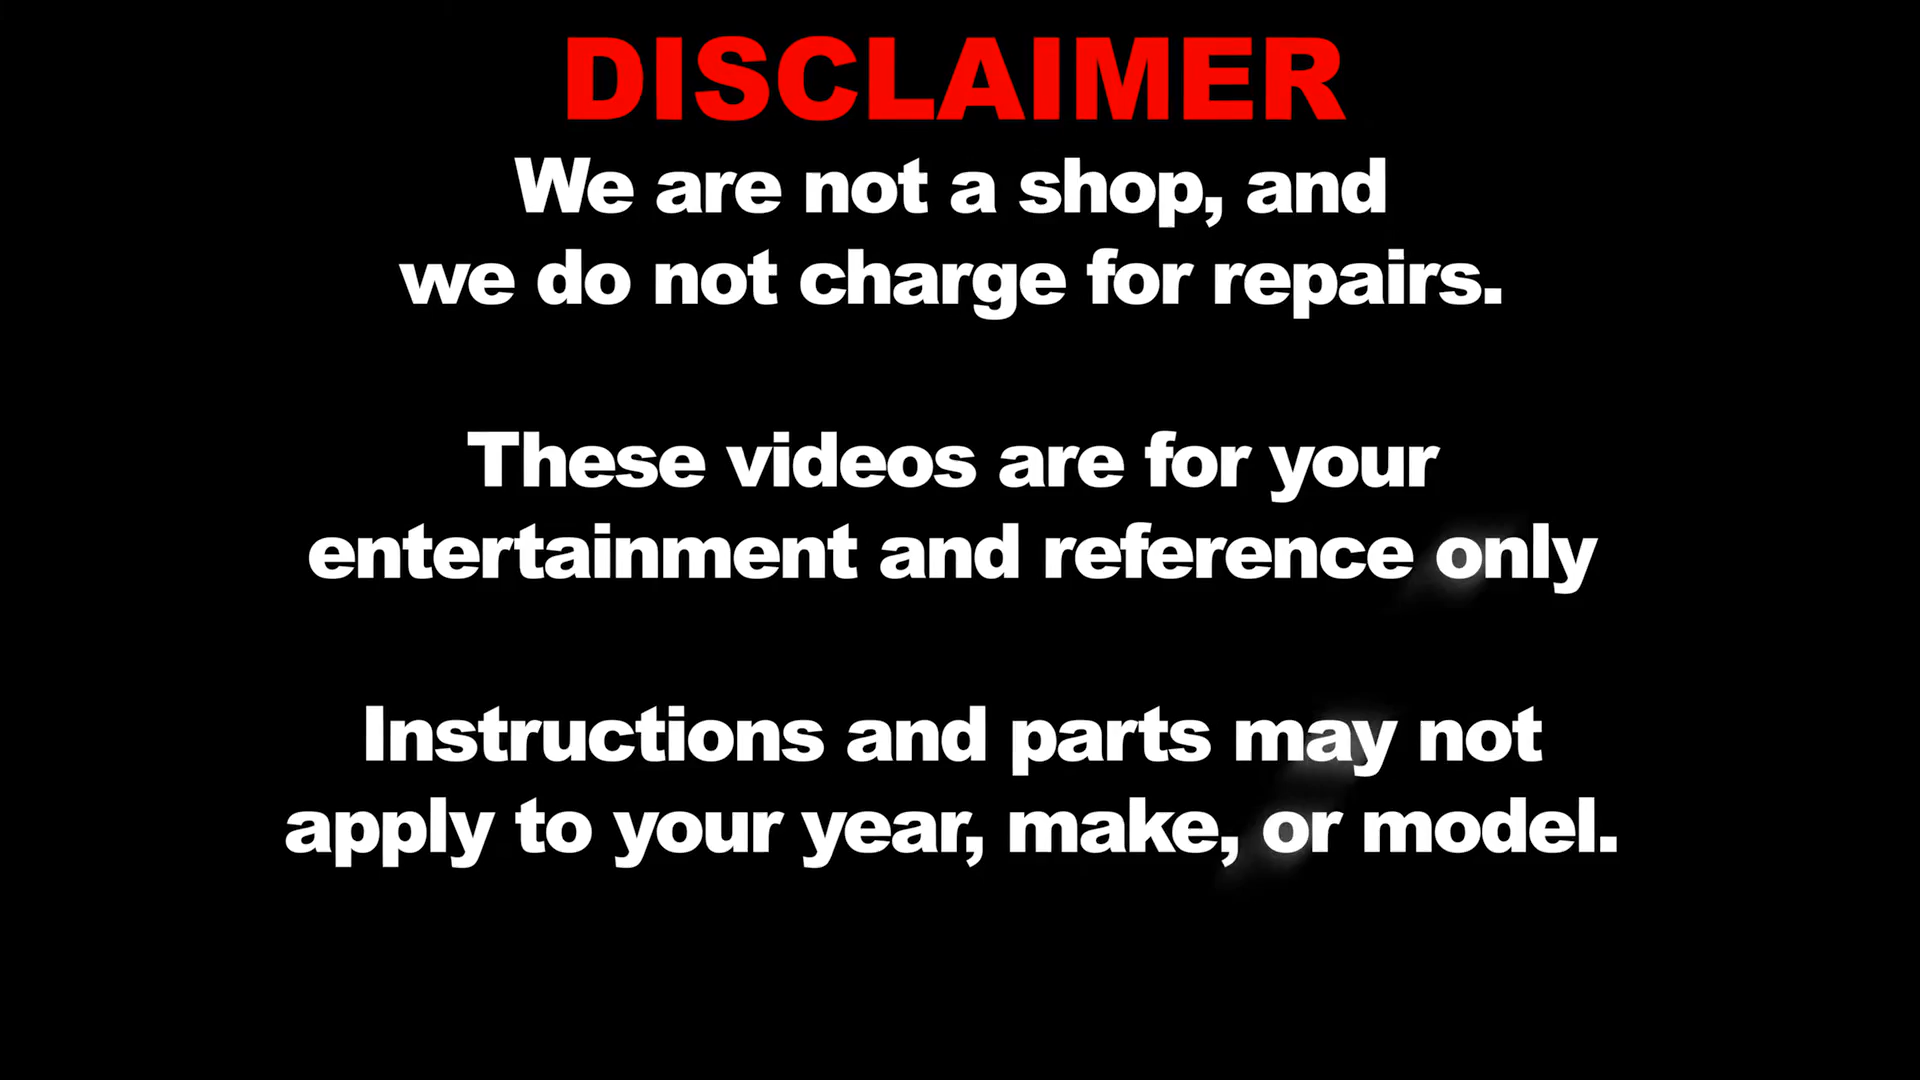 DISCLAIMER
We are not a shop, and
we do not charge for repairs.
These videos are for your
entertainment and reference only
Instructions and parts may not
apply to your year, make, or model.